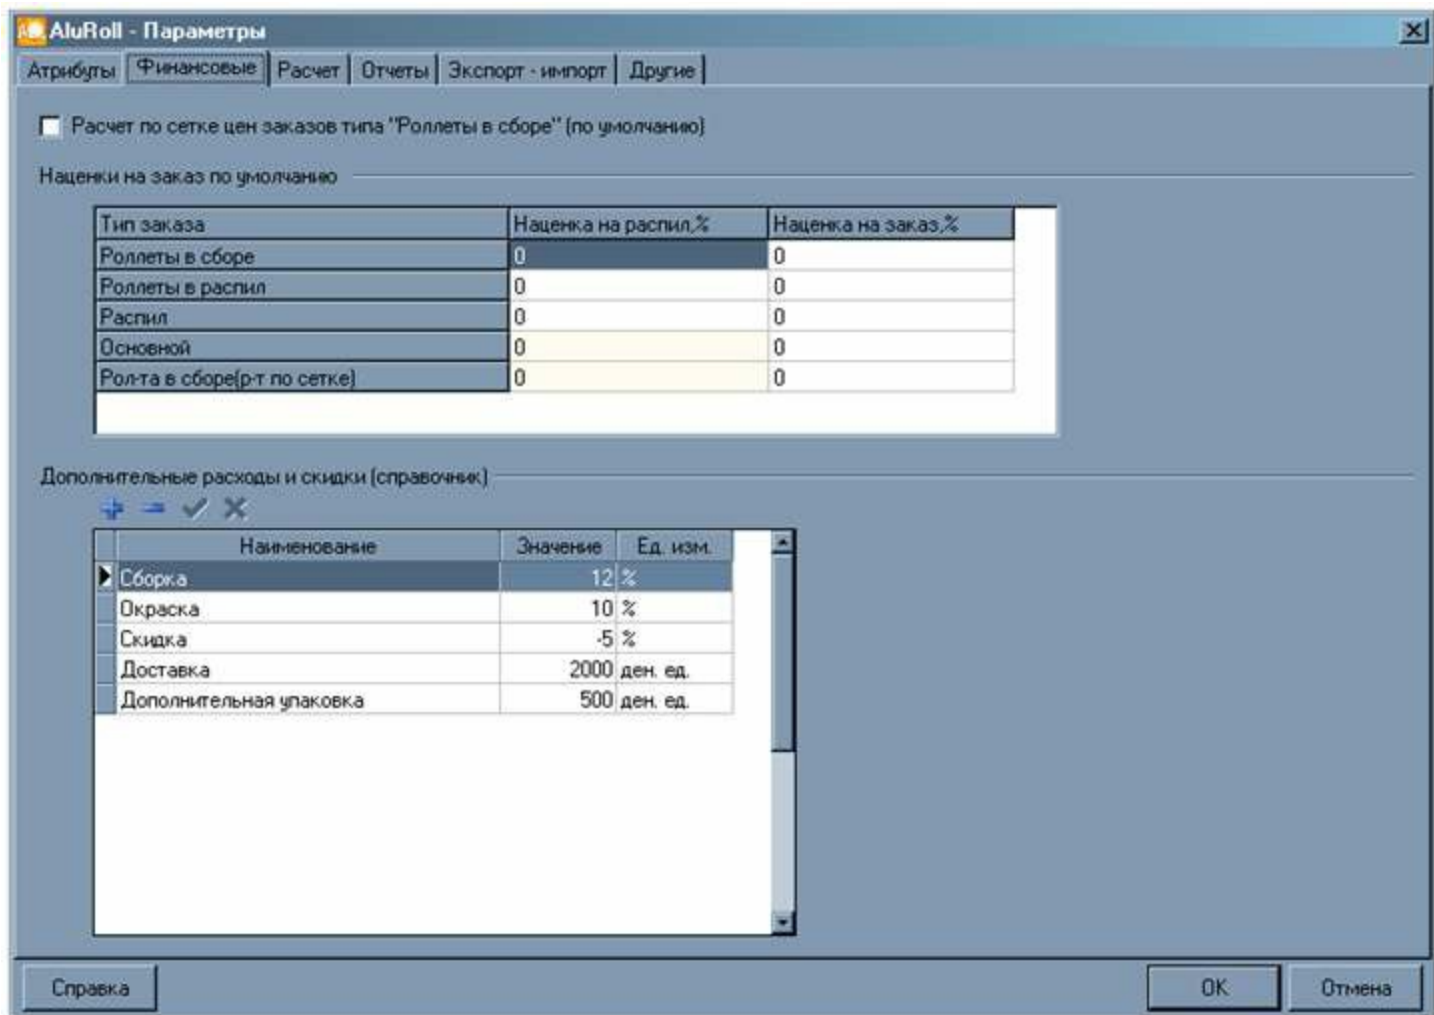 AluRoll - Параметры
Атрибуты Финансовые Расчет Отчеты Экспорт - импорт Другие
Расчет по сетке цен заказов типа "Роллеты в сборе" (по умолчанию)
Наценки на заказ по умолчанию
Тип заказа Наценка на распил,% Наценка на заказ,%
Роллеты в сборе 0 0
Роллеты в распил 0 0
Распил 0 0
Основной 0 0
Рол-та в сборе(р-т по сетке) 0 0
Дополнительные расходы и скидки (справочник)
Наименование Значение Ед. изм.
Сборка 12 %
Окраска 10 %
Скидка -5 %
Доставка 2000 ден. ед.
Дополнительная упаковка 500 ден. ед.
Справка OK Отмена